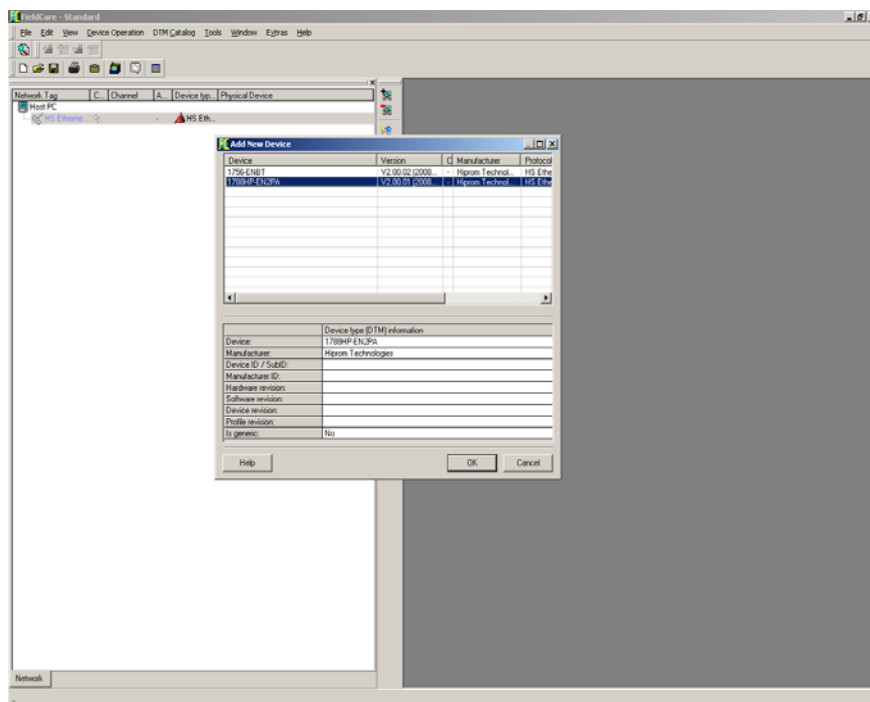 FieldCare - Standard
File Edit View Device Operation DTM Catalog Tools Window Extras Help
Network Tag C... Channel A... Device typ... Physical Device
Host PC
HS Etherne... - HS Eth...
Add New Device
Device Version C Manufacturer Protocol
1756-ENBT V2.00.02 (2008... - Hiprom Technol... HS Ethe
1788HP-EN2PA V2.00.01 (2008... - Hiprom Technol... HS Ethe
Device type (DTM) information
Device: 1788HP-EN2PA
Manufacturer: Hiprom Technologies
Device ID / SubID:
Manufacturer ID:
Hardware revision:
Software revision:
Device revision:
Profile revision:
Is generic: No
Help OK Cancel
Network